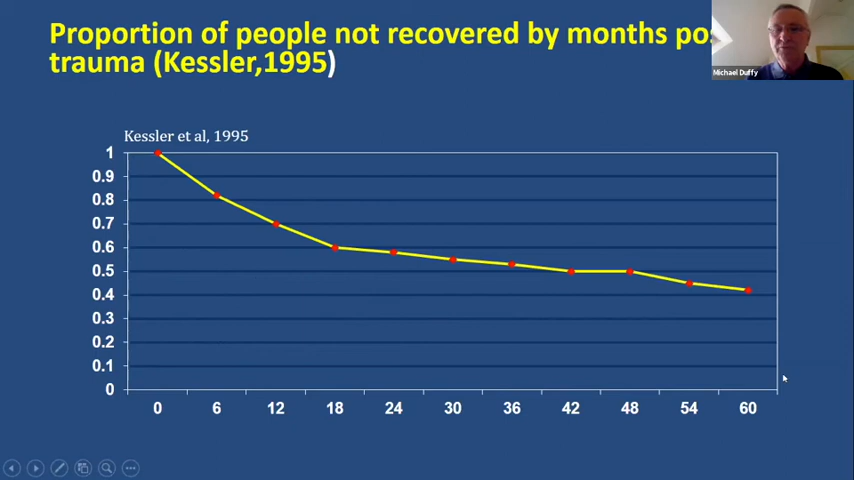 Proportion of people not recovered by months pos
trauma (Kessler,1995)
Michael Duffy
Kessler et al, 1995
1
0.9
0.8
0.7
0.6
0.5
0.4
0.3
0.2
0.1
0
0 6 12 18 24 30 36 42 48 54 60